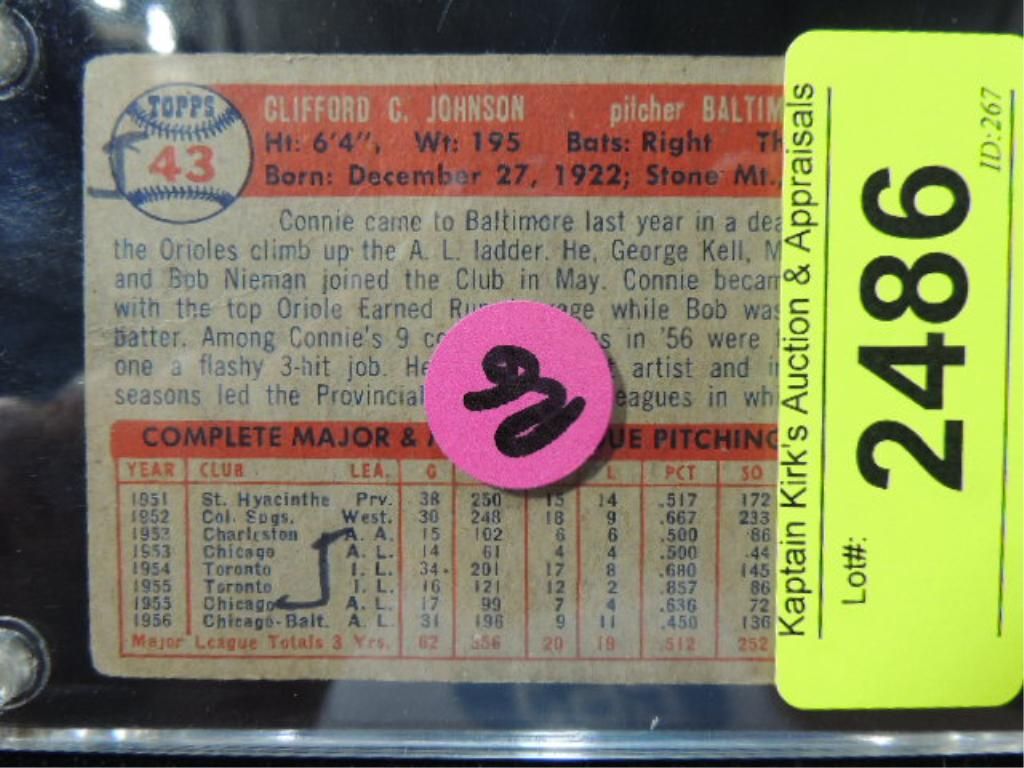 TOPPS
43
CLIFFORD C. JOHNSON pitcher BALTIM
Ht: 6'4", Wt: 195 Bats: Right Th
Born: December 27, 1922; Stone Mt.,
Connie came to Baltimore last year in a dea
the Orioles climb up the A. L. ladder. He, George Kell, M
and Bob Nieman joined the Club in May. Connie becam
with the top Oriole Earned Ru age while Bob was
batter. Among Connie's 9 co s in '56 were
one a flashy 3-hit job. He artist and i
seasons led the Provincial eagues in wh
COMPLETE MAJOR & UE PITCHING
YEAR CLUB LEA. G L PCT SO
1951 St. Hyacinthe Prv. 38 250 15 14 .517 172
1952 Col. Spgs. West. 30 248 18 9 .667 233
1953 Charleston A. A. 15 102 6 6 .500 86
1953 Chicago A. L. 14 61 4 4 .500 44
1954 Toronto I. L. 34 201 17 8 .680 145
1955 Toronto I. L. 16 121 12 2 .857 86
1955 Chicago A. L. 17 99 7 4 .636 72
1956 Chicago-Balt. A. L. 31 196 9 11 .450 136
Major League Totals 3 Yrs. 62 356 20 19 .512 252
Kaptain Kirk's Auction & Appraisals
Lot#:
2486
ID:267